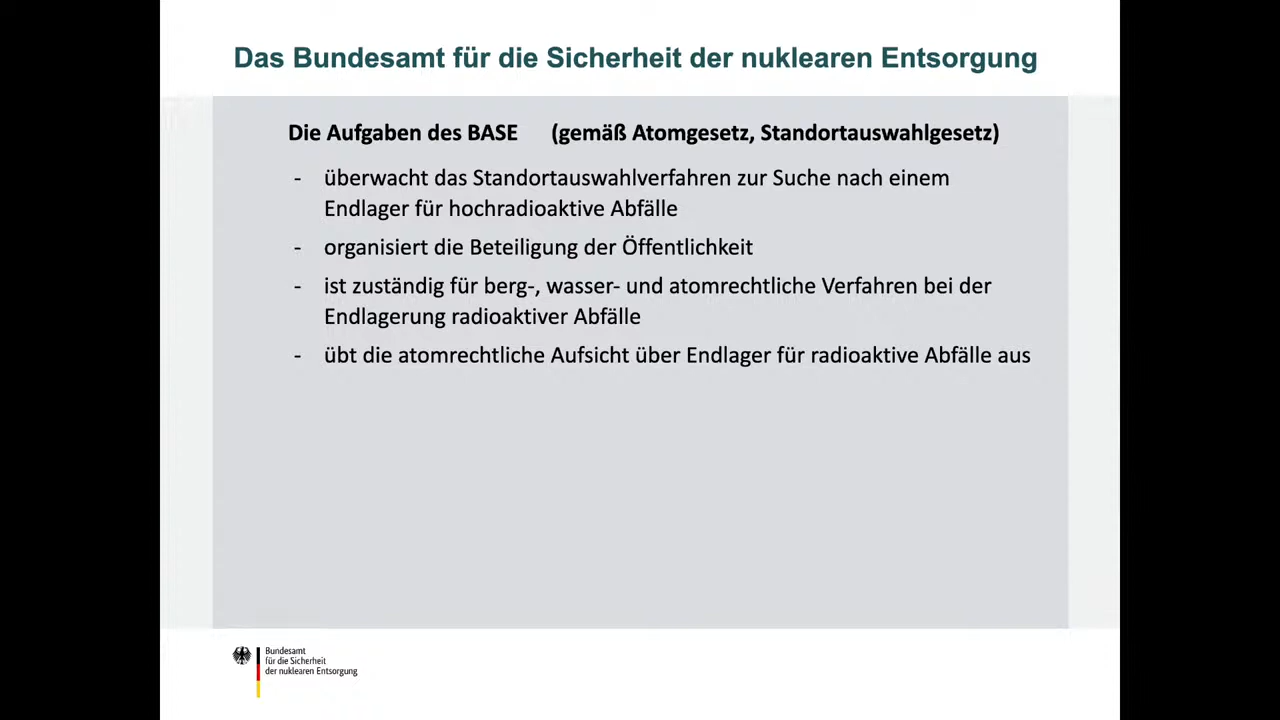 Das Bundesamt für die Sicherheit der nuklearen Entsorgung
Die Aufgaben des BASE (gemäß Atomgesetz, Standortauswahlgesetz)
- überwacht das Standortauswahlverfahren zur Suche nach einem
Endlager für hochradioaktive Abfälle
- organisiert die Beteiligung der Öffentlichkeit
- ist zuständig für berg-, wasser- und atomrechtliche Verfahren bei der
Endlagerung radioaktiver Abfälle
- übt die atomrechtliche Aufsicht über Endlager für radioaktive Abfälle aus
Bundesamt
für die Sicherheit
der nuklearen Entsorgung